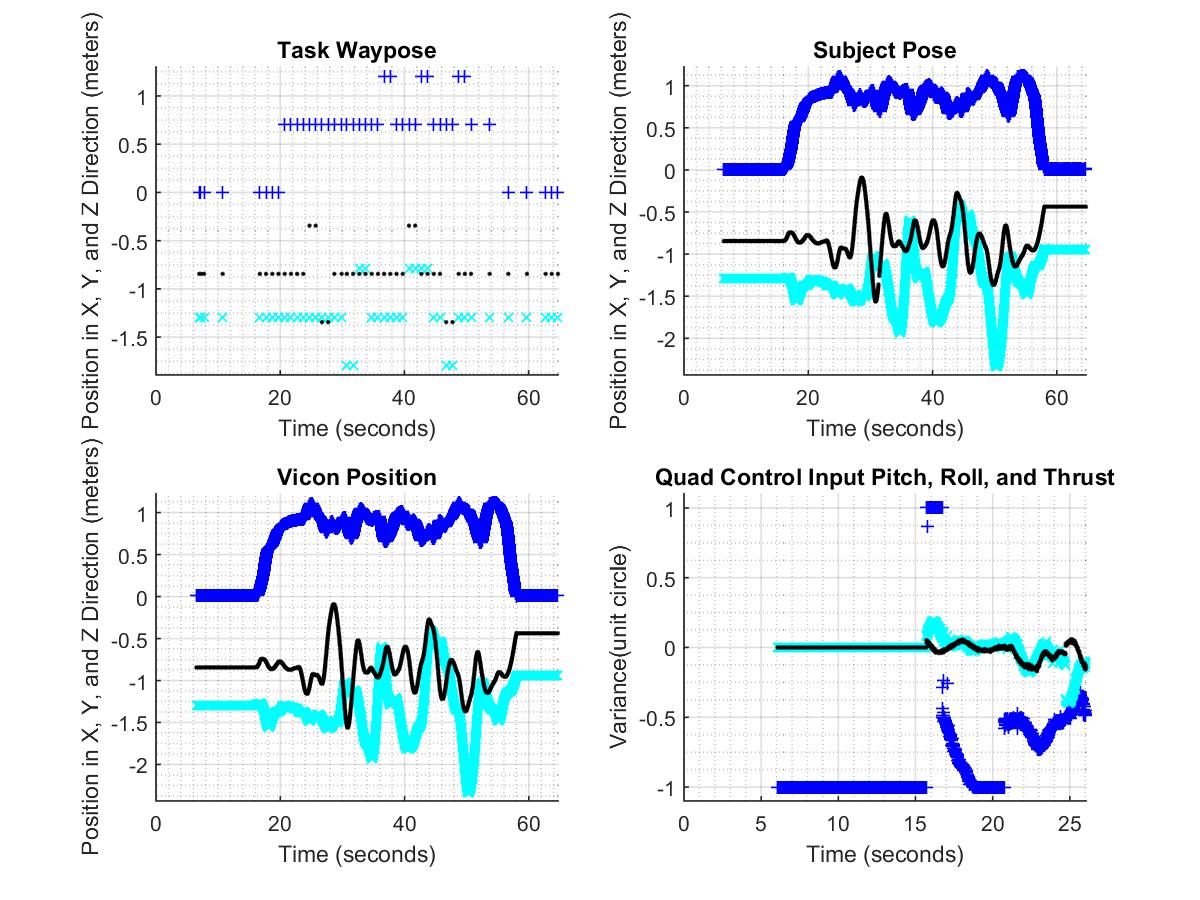 Task Waypose
Position in X, Y, and Z Direction (meters)
1
0.5
0
-0.5
-1
-1.5
0 20 40 60
Time (seconds)
Subject Pose
Position in X, Y, and Z Direction (meters)
1
0.5
0
-0.5
-1
-1.5
-2
0 20 40 60
Time (seconds)
Vicon Position
Position in X, Y, and Z Direction (meters)
1
0.5
0
-0.5
-1
-1.5
-2
0 20 40 60
Time (seconds)
Quad Control Input Pitch, Roll, and Thrust
Variance(unit circle)
1
0.5
0
-0.5
-1
0 5 10 15 20 25
Time (seconds)